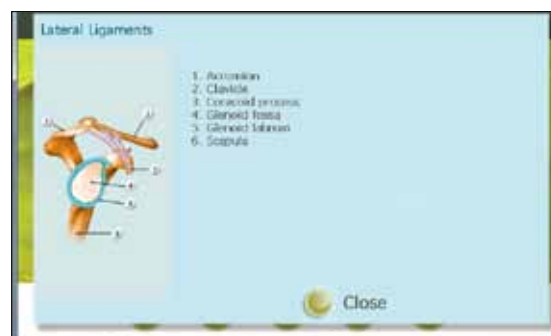 Lateral Ligaments
1. Acromion
2. Clavicle
3. Coracoid process
4. Glenoid fossa
5. Glenoid labrum
6. Scapula
Close